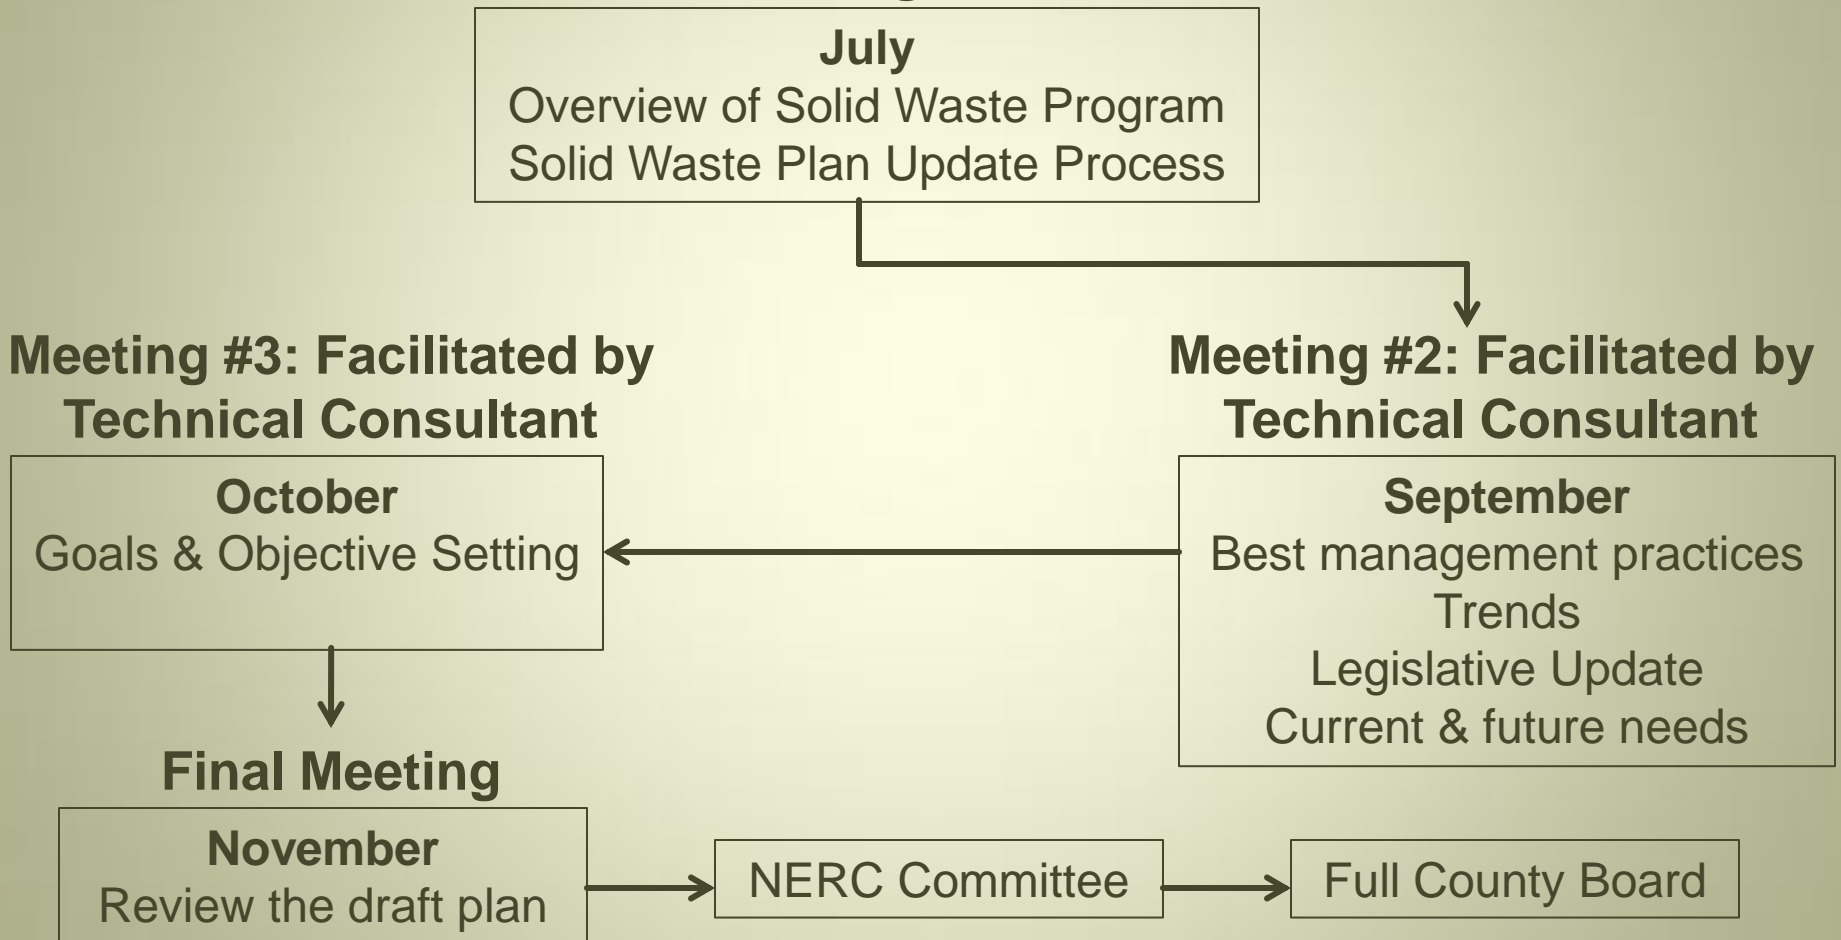 July
Overview of Solid Waste Program
Solid Waste Plan Update Process
Meeting #2: Facilitated by
Technical Consultant
September
Best management practices
Trends
Legislative Update
Current & future needs
Meeting #3: Facilitated by
Technical Consultant
October
Goals & Objective Setting
Final Meeting
November
Review the draft plan
NERC Committee
Full County Board